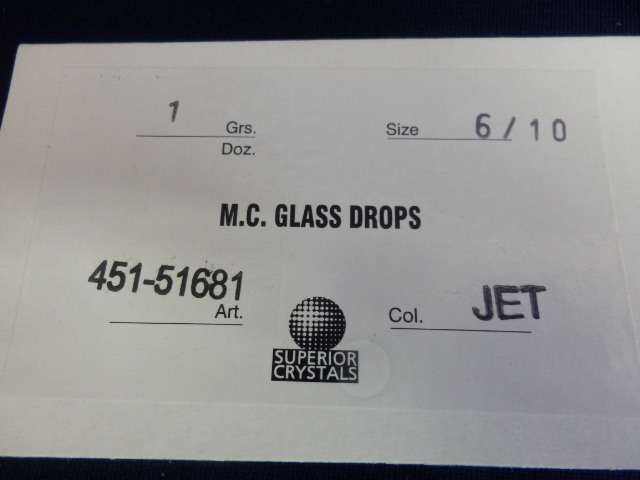 1 Grs. Size 6/10
Doz.
M.C. GLASS DROPS
451-51681
Art. Col. JET
SUPERIOR
CRYSTALS